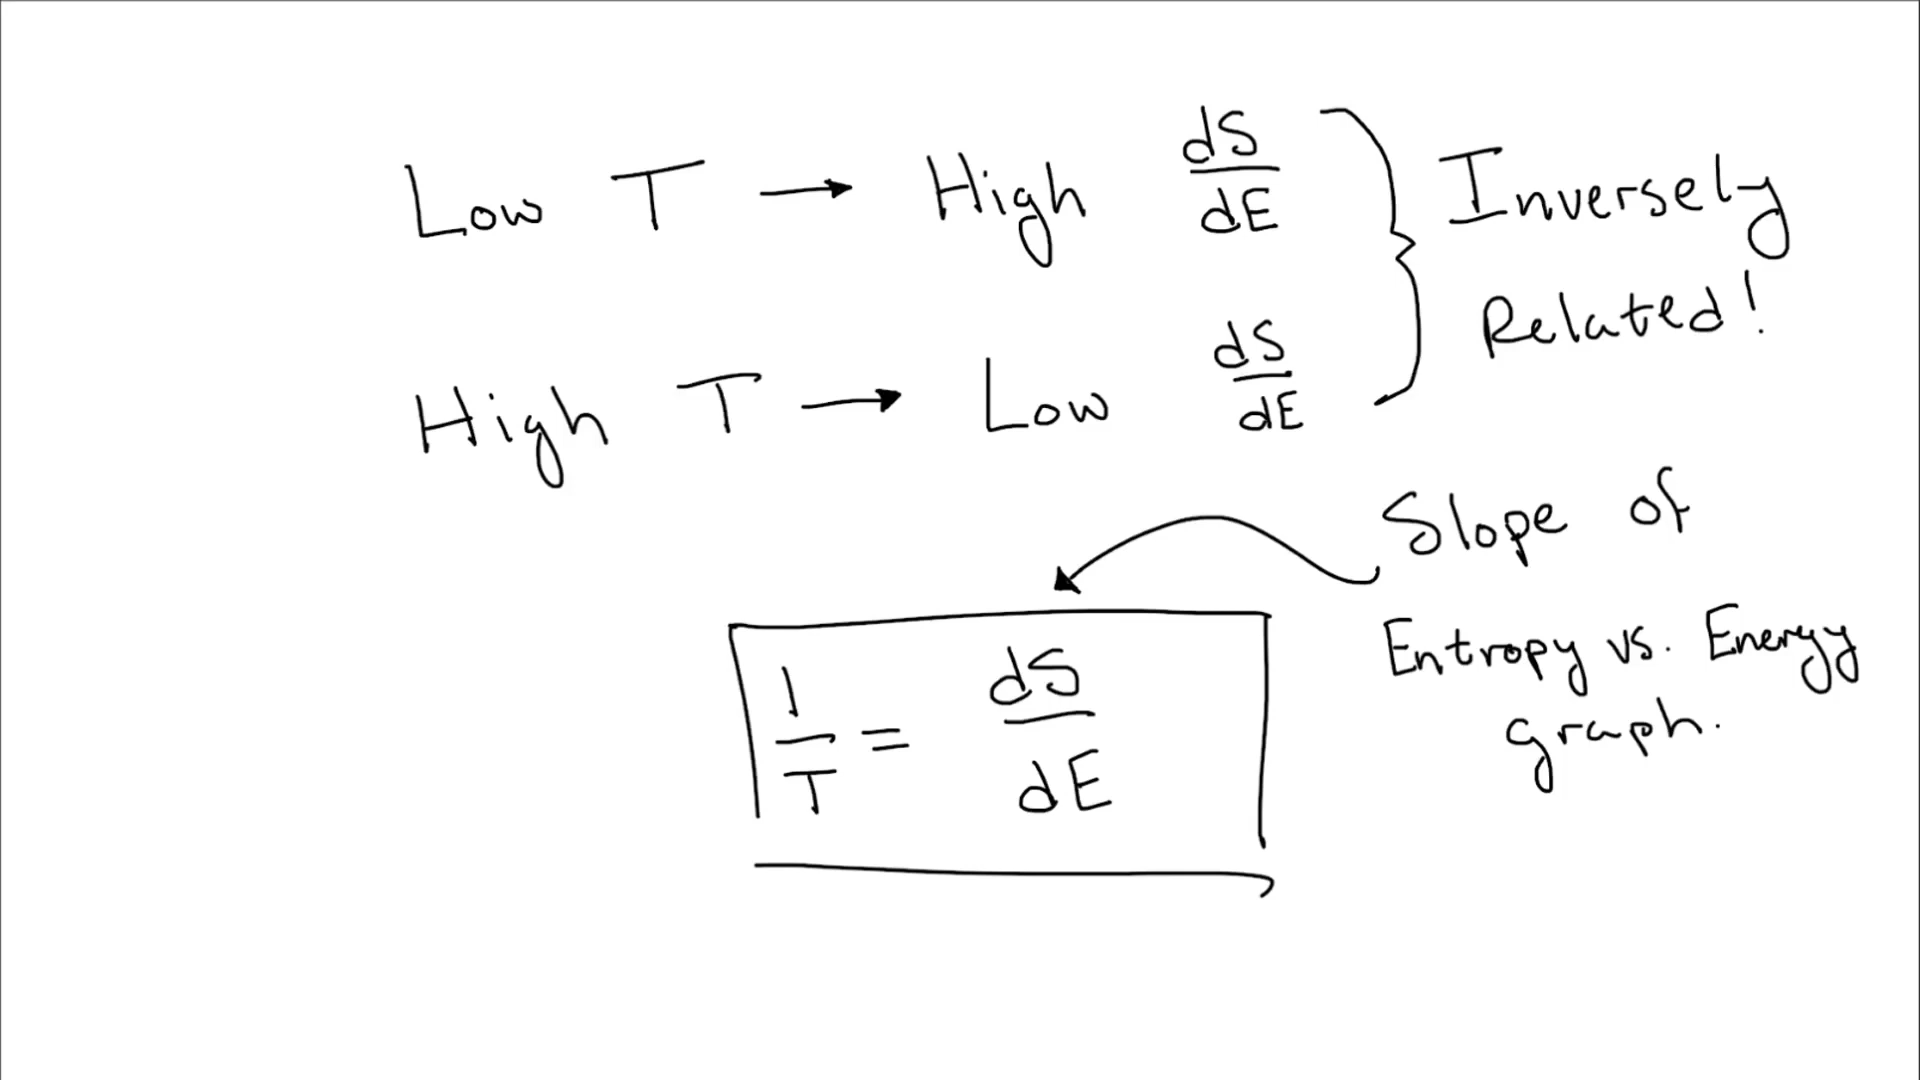 Low T → High dS/dE
Inversely
Related!
High T → Low dS/dE
Slope of
Entropy vs. Energy
graph.
1/T = dS/dE